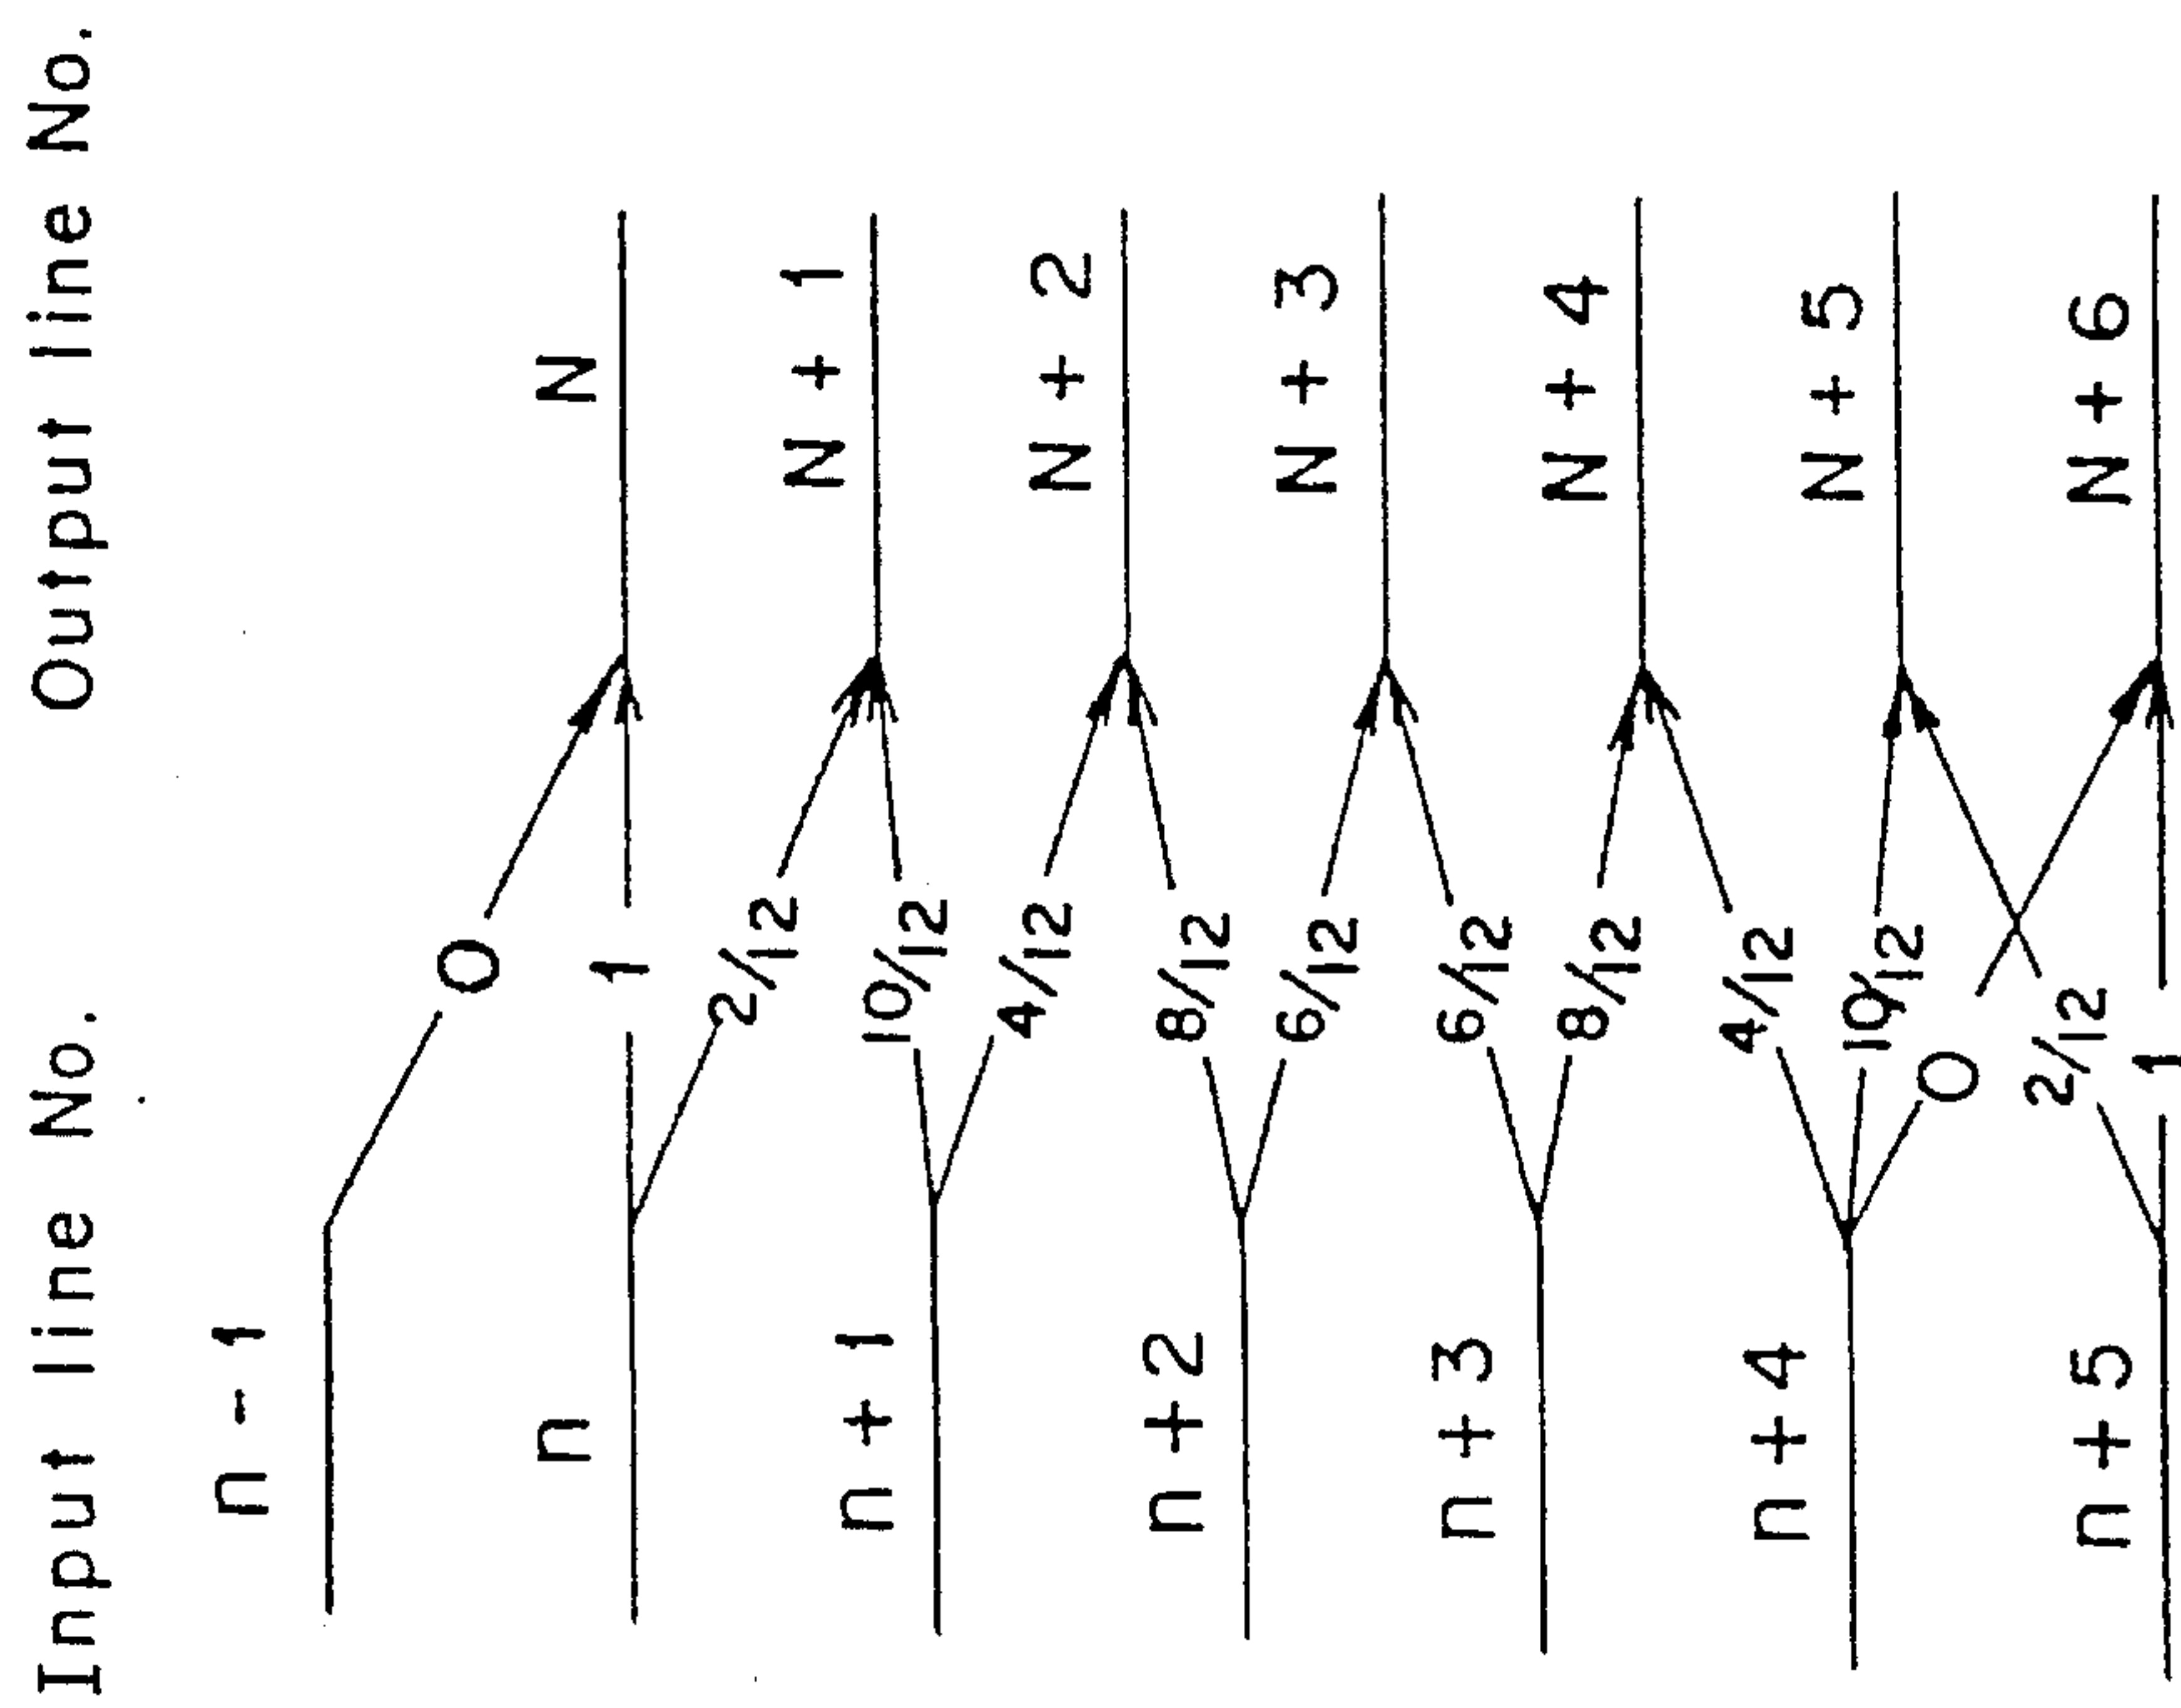 Input line No. Output line No.
n - 1
0
N
n
1
2/12
N + 1
n + 1
10/12
4/12
N + 2
n + 2
8/12
6/12
N + 3
n + 3
6/12
8/12
N + 4
n + 4
4/12
10/12
0
N + 5
2/12
n + 5
1
N + 6